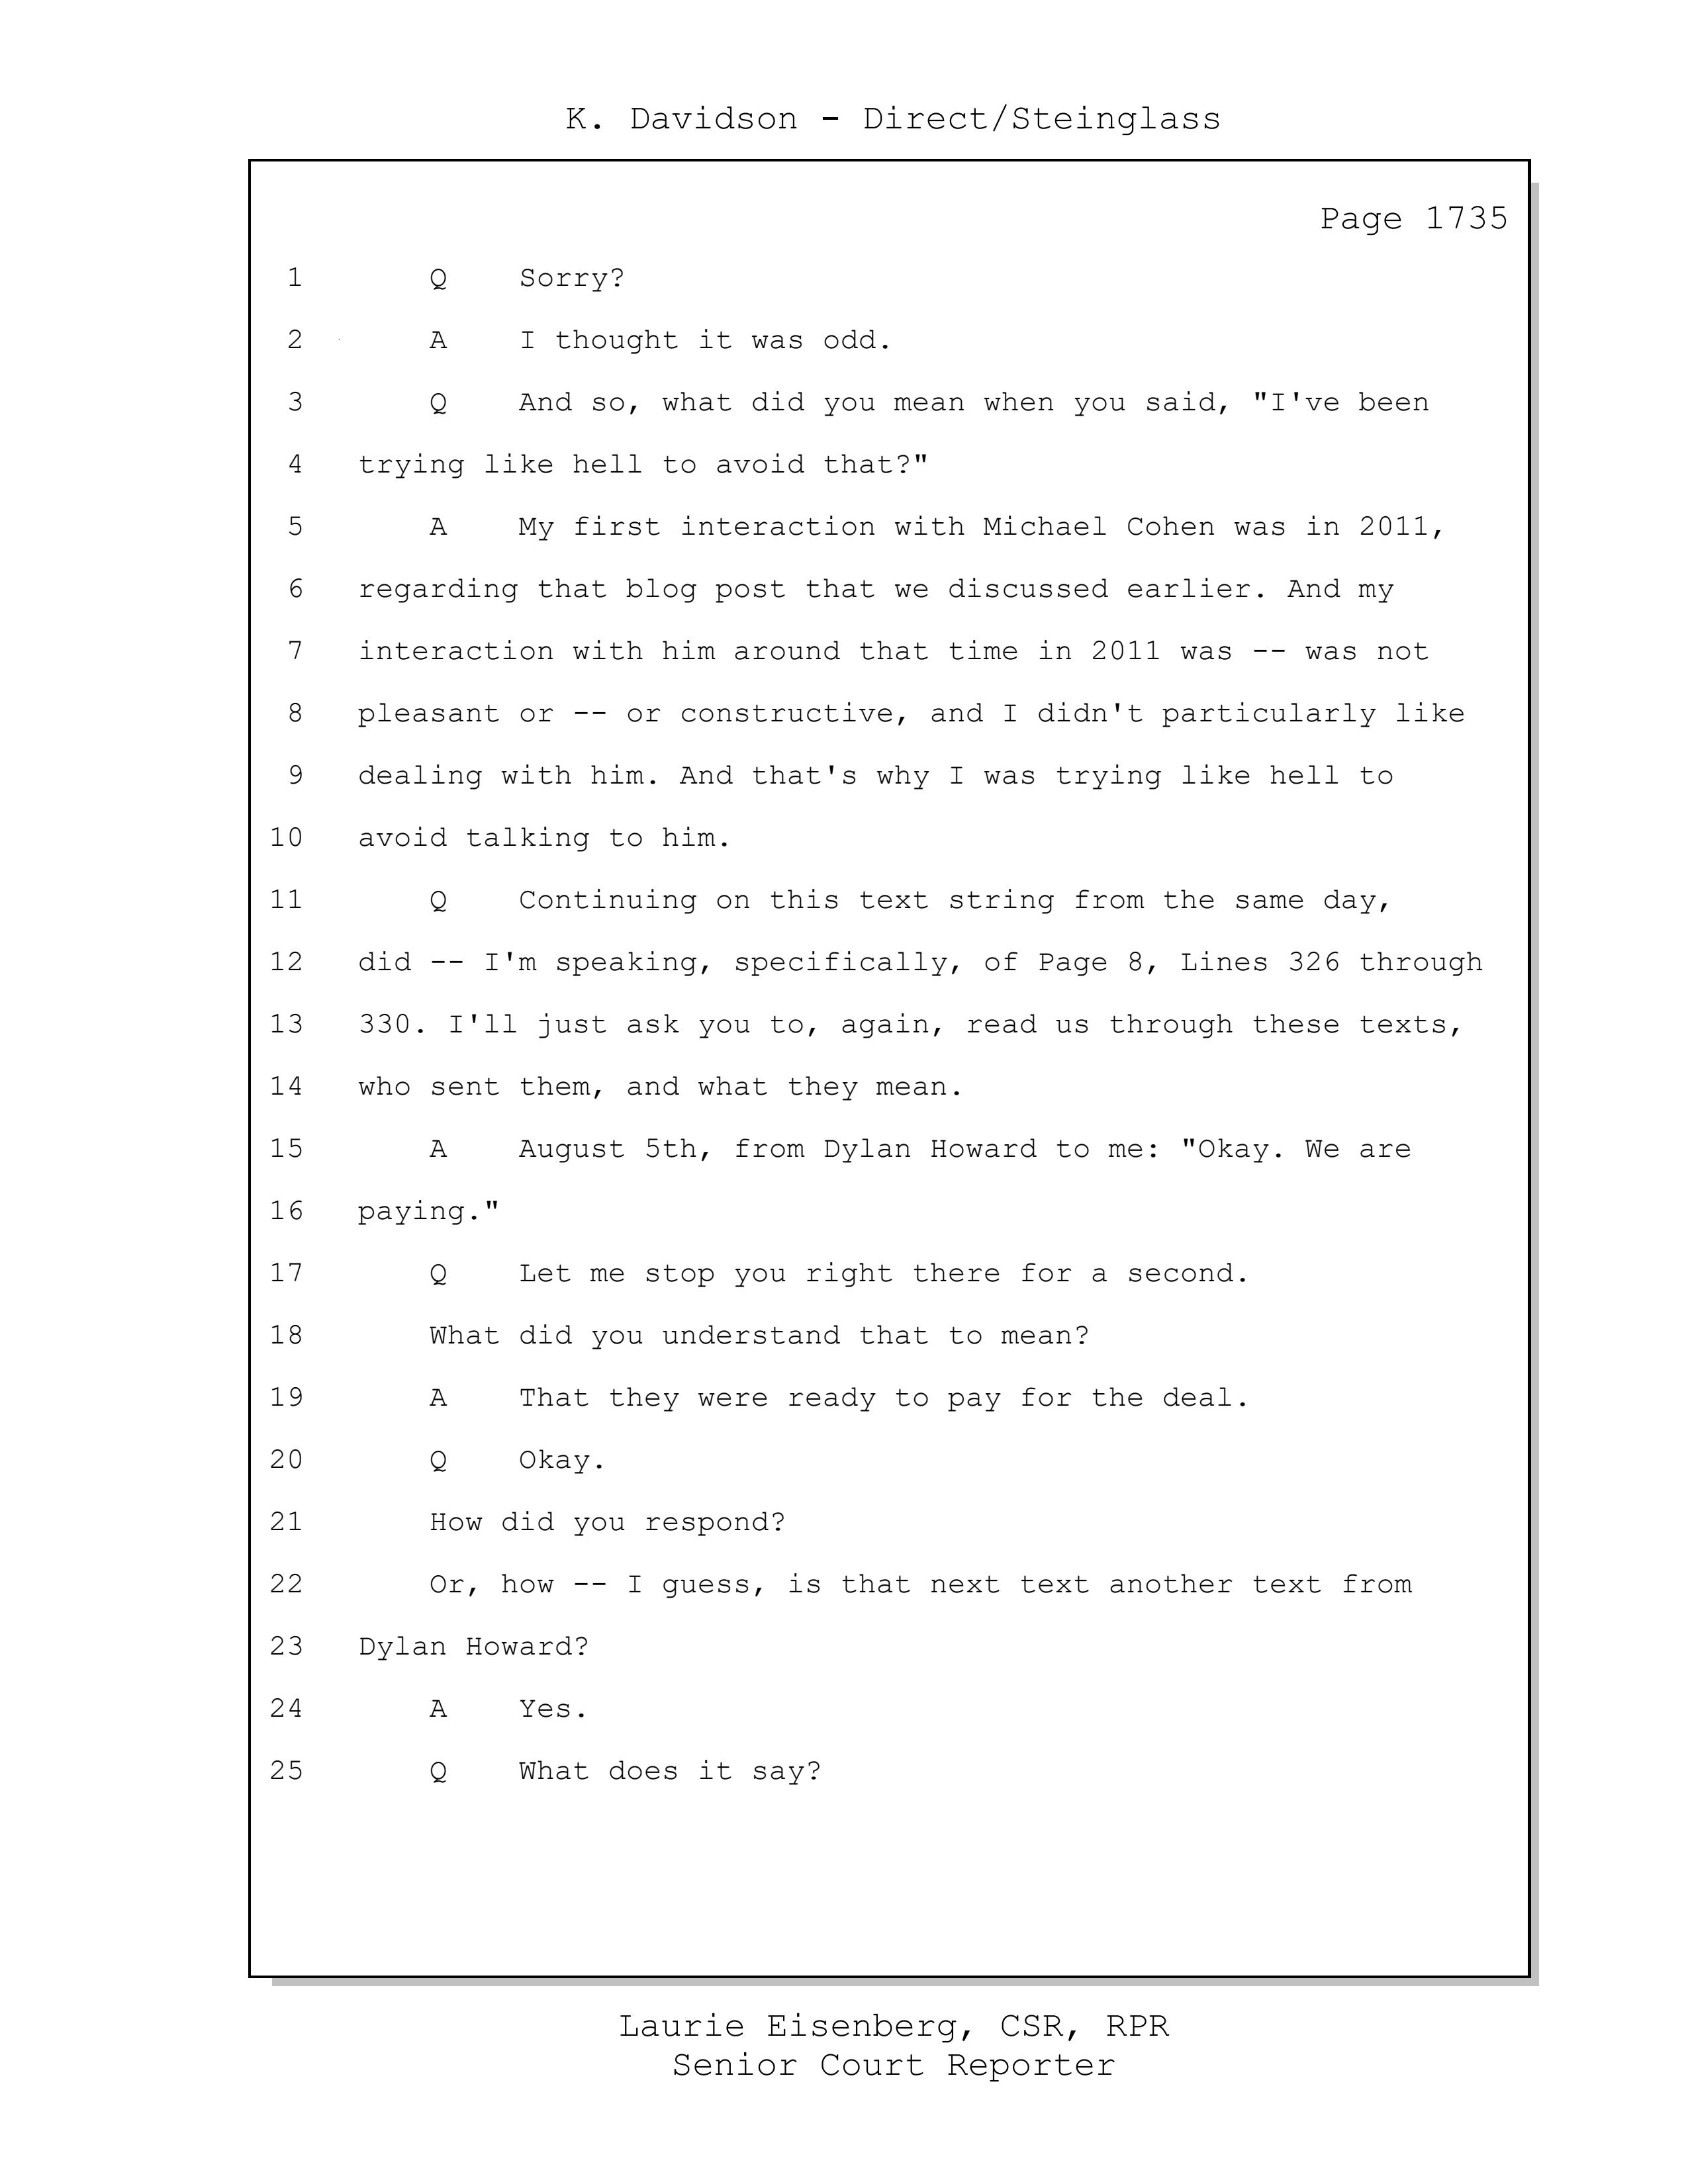 K. Davidson - Direct/Steinglass
Page 1735
1 Q Sorry?
2 A I thought it was odd.
3 Q And so, what did you mean when you said, "I've been
4 trying like hell to avoid that?"
5 A My first interaction with Michael Cohen was in 2011,
6 regarding that blog post that we discussed earlier. And my
7 interaction with him around that time in 2011 was -- was not
8 pleasant or -- or constructive, and I didn't particularly like
9 dealing with him. And that's why I was trying like hell to
10 avoid talking to him.
11 Q Continuing on this text string from the same day,
12 did -- I'm speaking, specifically, of Page 8, Lines 326 through
13 330. I'll just ask you to, again, read us through these texts,
14 who sent them, and what they mean.
15 A August 5th, from Dylan Howard to me: "Okay. We are
16 paying."
17 Q Let me stop you right there for a second.
18 What did you understand that to mean?
19 A That they were ready to pay for the deal.
20 Q Okay.
21 How did you respond?
22 Or, how -- I guess, is that next text another text from
23 Dylan Howard?
24 A Yes.
25 Q What does it say?
Laurie Eisenberg, CSR, RPR
Senior Court Reporter